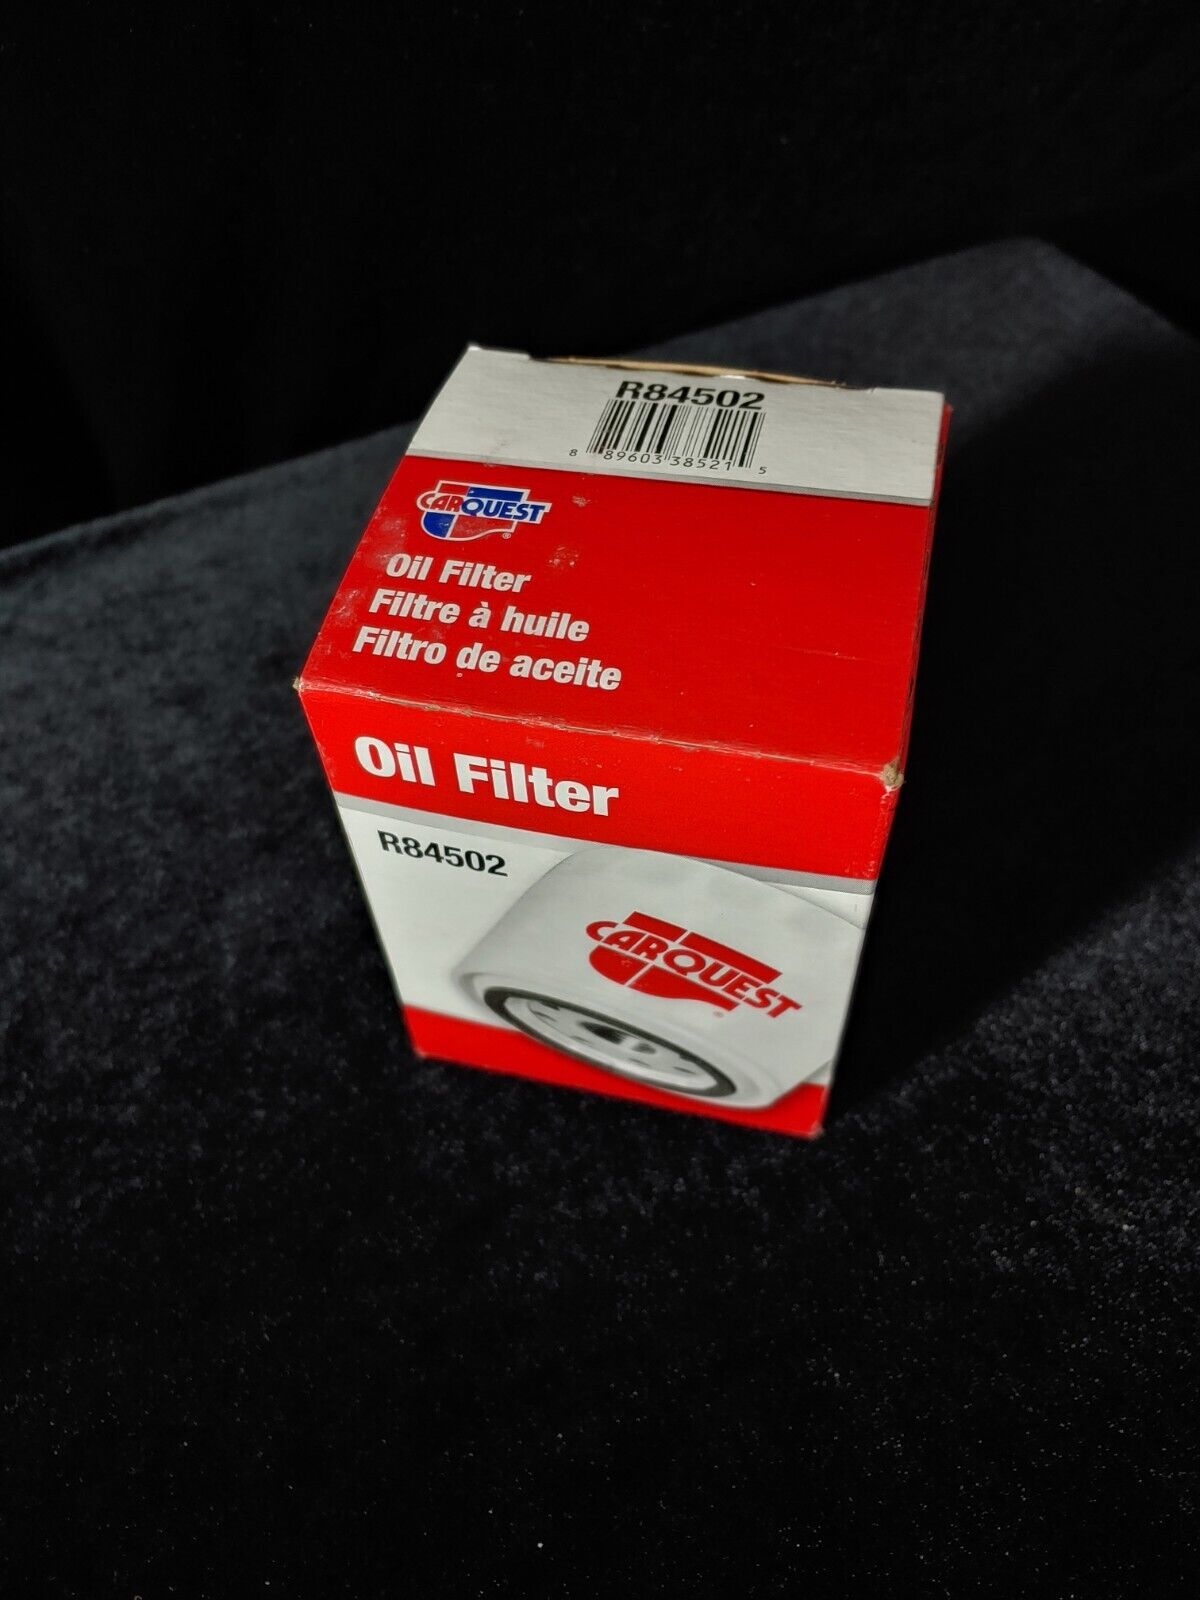 R84502
8 89603 38521 5
CARQUEST®
Oil Filter
Filtre à huile
Filtro de aceite
Oil Filter
R84502
CARQUEST®